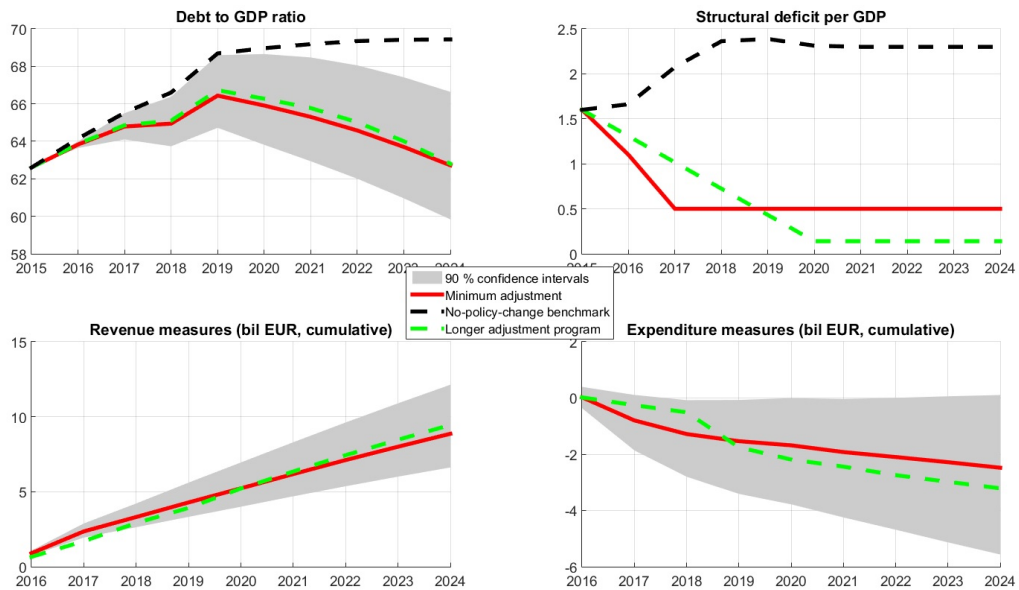 Debt to GDP ratio
70
68
66
64
62
60
58
2015 2016 2017 2018 2019 2020 2021 2022 2023 2024
Structural deficit per GDP
2.5
2
1.5
1
0.5
0
2015 2016 2017 2018 2019 2020 2021 2022 2023 2024
90 % confidence intervals
Minimum adjustment
No-policy-change benchmark
Longer adjustment program
Revenue measures (bil EUR, cumulative)
15
10
5
0
2016 2017 2018 2019 2020 2021 2022 2023 2024
Expenditure measures (bil EUR, cumulative)
2
0
-2
-4
-6
2016 2017 2018 2019 2020 2021 2022 2023 2024